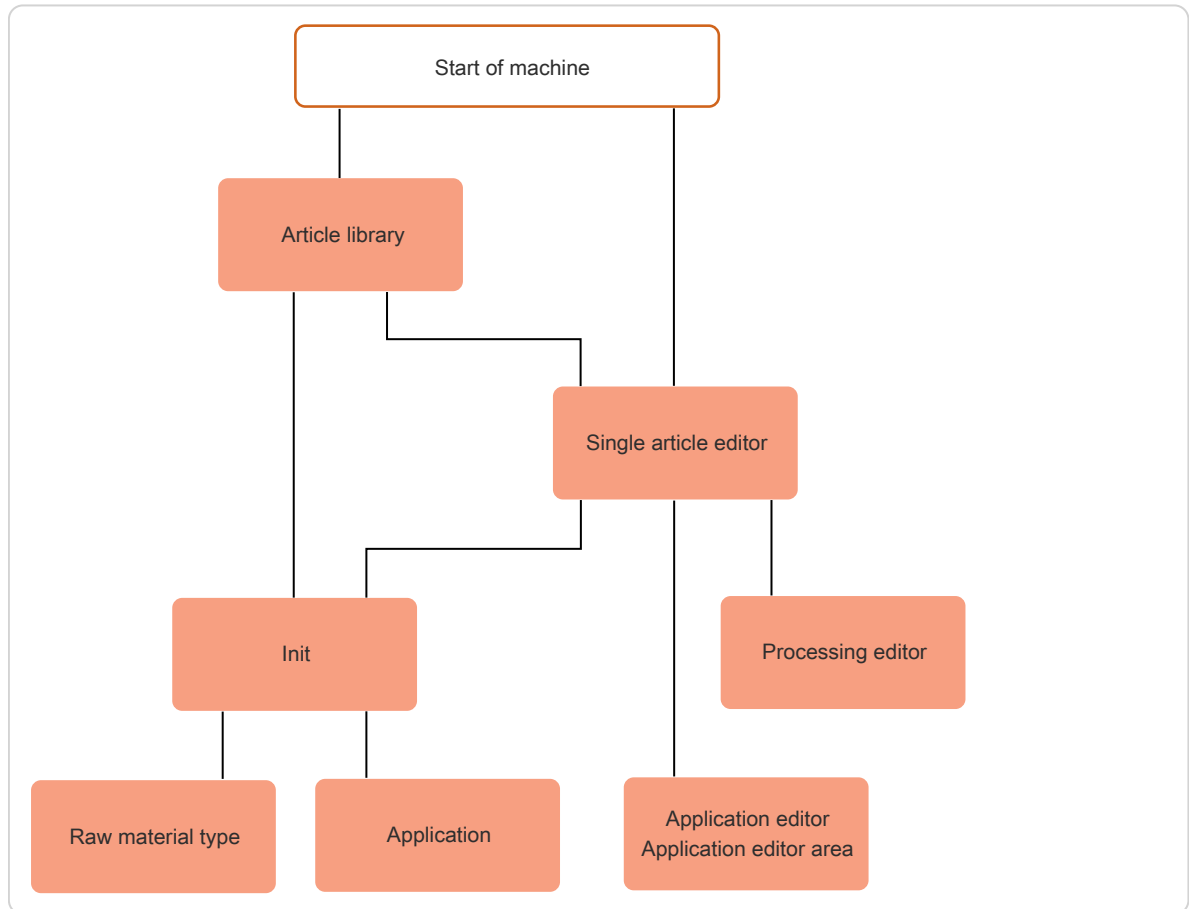 Start of machine
Article library
Single article editor
Init
Processing editor
Raw material type
Application
Application editor
Application editor area